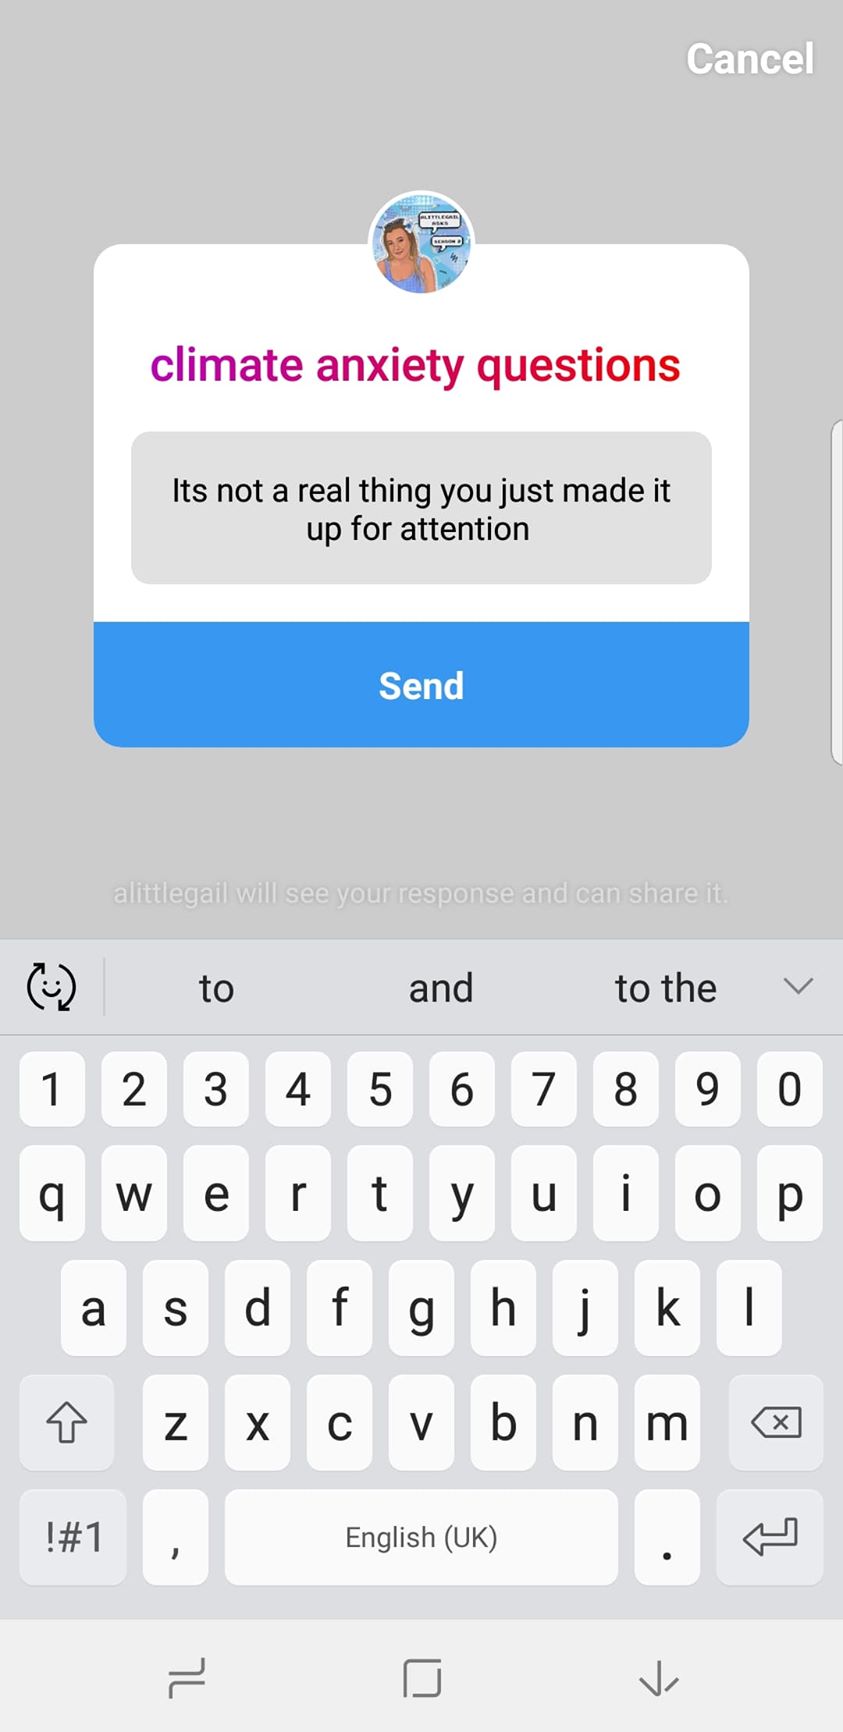 Cancel
ALITTLEGAIL
ASKS
SEASON 2
climate anxiety questions
Its not a real thing you just made it
up for attention
Send
alittlegail will see your response and can share it.
to and to the
1 2 3 4 5 6 7 8 9 0
q w e r t y u i o p
a s d f g h j k l
z x c v b n m
!#1 , English (UK) .